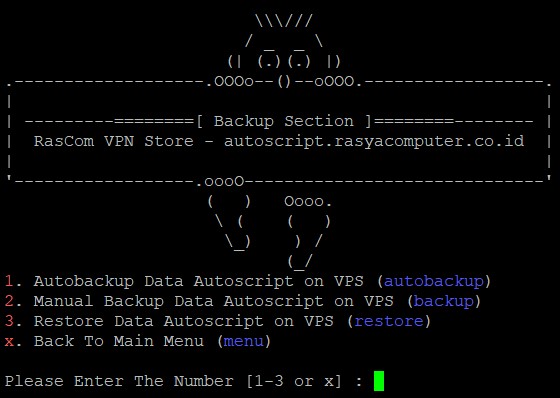 \\\///
/ _  _ \
(| (.)(.) |)
.-------------------.OOOo--()--oOOO.-------------------.
|                                                      |
| ---------========[ Backup Section ]========-------- |
|  RasCom VPN Store - autoscript.rasyacomputer.co.id  |
|                                                      |
'-------------------.oooO------------------------------'
(   )   Oooo.
\ (    (   )
\_)    ) /
(_/
1. Autobackup Data Autoscript on VPS (autobackup)
2. Manual Backup Data Autoscript on VPS (backup)
3. Restore Data Autoscript on VPS (restore)
x. Back To Main Menu (menu)
Please Enter The Number [1-3 or x] :